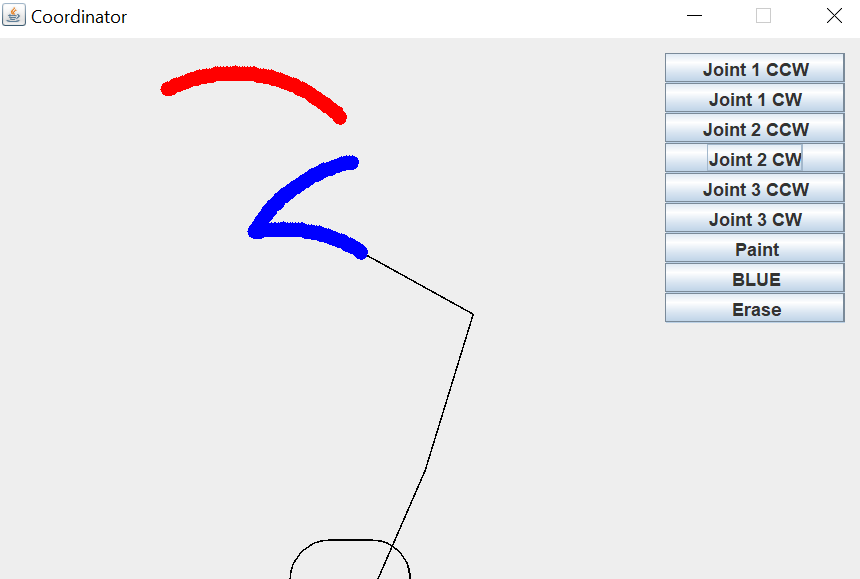 Coordinator
Joint 1 CCW
Joint 1 CW
Joint 2 CCW
Joint 2 CW
Joint 3 CCW
Joint 3 CW
Paint
BLUE
Erase